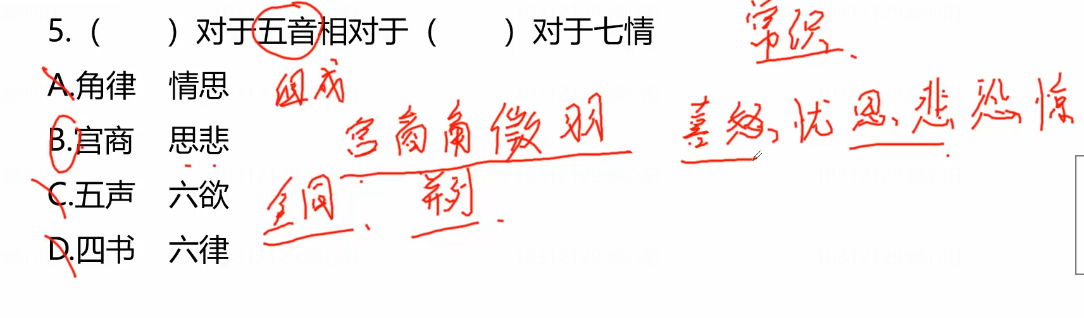 5.（　　）对于五音相对于（　　）对于七情
常识
A.角律　情思
组成
B.宫商　思悲
宫商角徵羽　喜怒、忧思、悲恐惊
C.五声　六欲
全同、并列
D.四书　六律